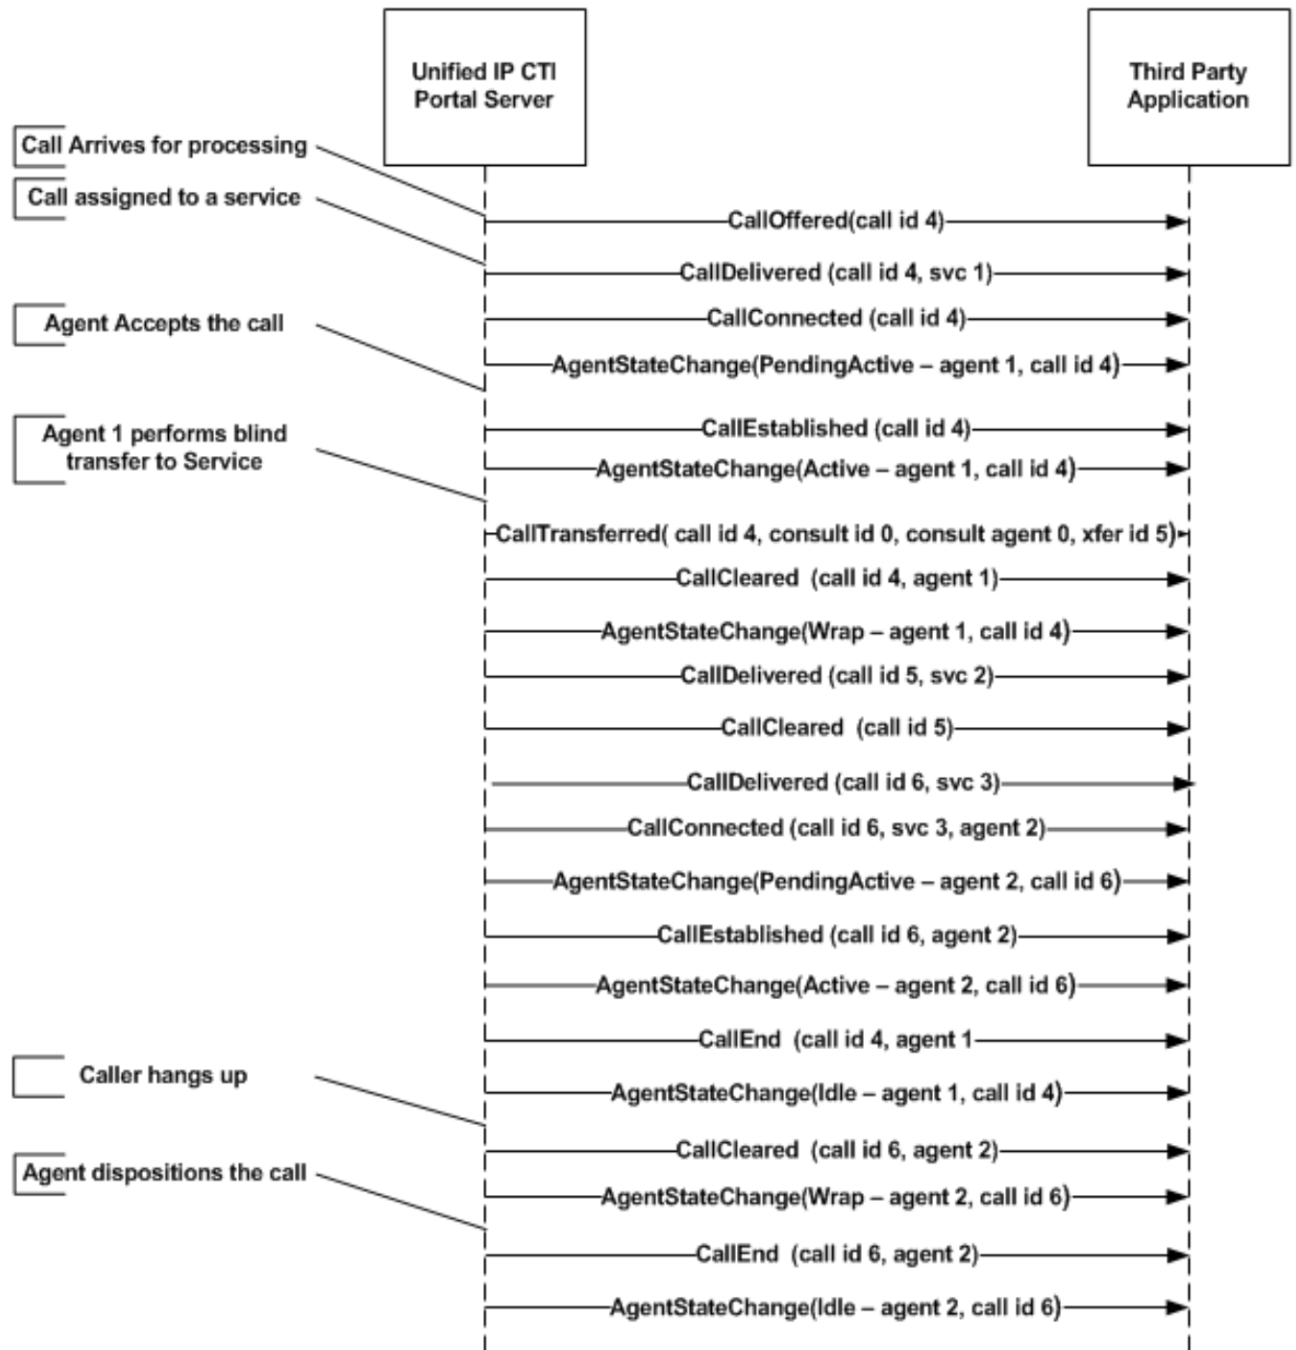 Unified IP CTI
Portal Server
Third Party
Application
Call Arrives for processing
Call assigned to a service
CallOffered(call id 4)
CallDelivered (call id 4, svc 1)
Agent Accepts the call
CallConnected (call id 4)
AgentStateChange(PendingActive – agent 1, call id 4)
Agent 1 performs blind
transfer to Service
CallEstablished (call id 4)
AgentStateChange(Active – agent 1, call id 4)
CallTransferred( call id 4, consult id 0, consult agent 0, xfer id 5)
CallCleared  (call id 4, agent 1)
AgentStateChange(Wrap – agent 1, call id 4)
CallDelivered (call id 5, svc 2)
CallCleared  (call id 5)
CallDelivered (call id 6, svc 3)
CallConnected (call id 6, svc 3, agent 2)
AgentStateChange(PendingActive – agent 2, call id 6)
CallEstablished (call id 6, agent 2)
AgentStateChange(Active – agent 2, call id 6)
CallEnd  (call id 4, agent 1
Caller hangs up
AgentStateChange(Idle – agent 1, call id 4)
CallCleared  (call id 6, agent 2)
Agent dispositions the call
AgentStateChange(Wrap – agent 2, call id 6)
CallEnd  (call id 6, agent 2)
AgentStateChange(Idle – agent 2, call id 6)